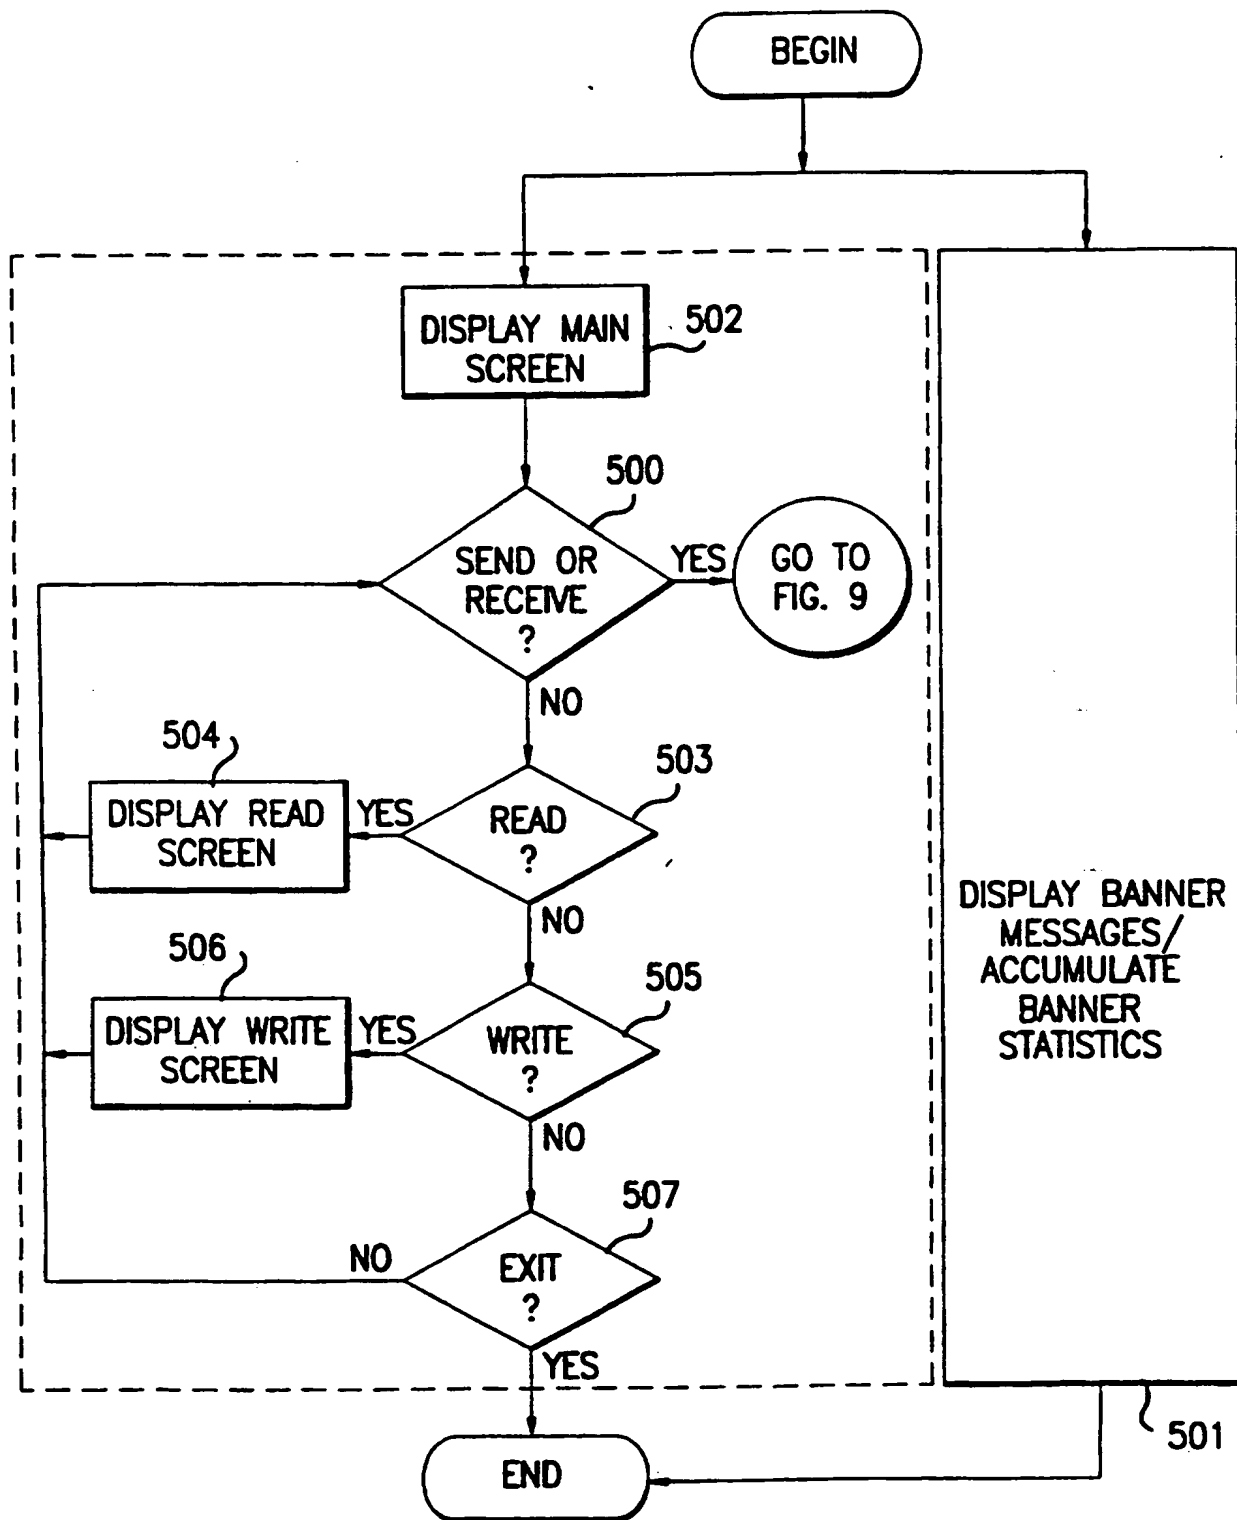 BEGIN
DISPLAY MAIN
SCREEN
502
500
SEND OR
RECEIVE
?
YES
GO TO
FIG. 9
NO
504
503
DISPLAY READ
SCREEN
YES
READ
?
NO
506
505
DISPLAY WRITE
SCREEN
YES
WRITE
?
NO
507
NO
EXIT
?
YES
END
DISPLAY BANNER
MESSAGES/
ACCUMULATE
BANNER
STATISTICS
501